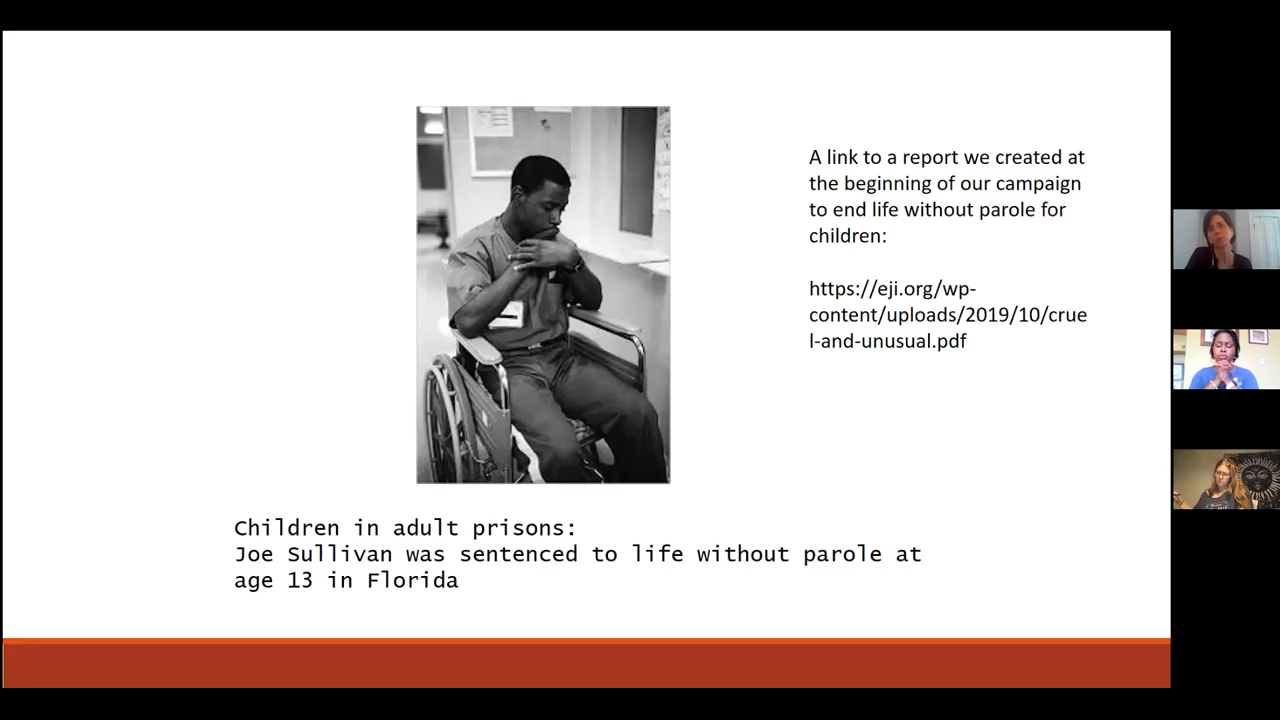 A link to a report we created at
the beginning of our campaign
to end life without parole for
children:
https://eji.org/wp-
content/uploads/2019/10/crue
l-and-unusual.pdf
Children in adult prisons:
Joe Sullivan was sentenced to life without parole at
age 13 in Florida